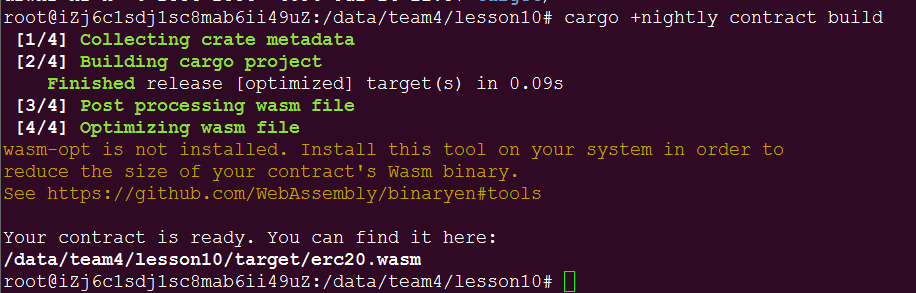 root@iZj6c1sdj1sc8mab6ii49uZ:/data/team4/lesson10# cargo +nightly contract build
[1/4] Collecting crate metadata
[2/4] Building cargo project
Finished release [optimized] target(s) in 0.09s
[3/4] Post processing wasm file
[4/4] Optimizing wasm file
wasm-opt is not installed. Install this tool on your system in order to
reduce the size of your contract's Wasm binary.
See https://github.com/WebAssembly/binaryen#tools
Your contract is ready. You can find it here:
/data/team4/lesson10/target/erc20.wasm
root@iZj6c1sdj1sc8mab6ii49uZ:/data/team4/lesson10#